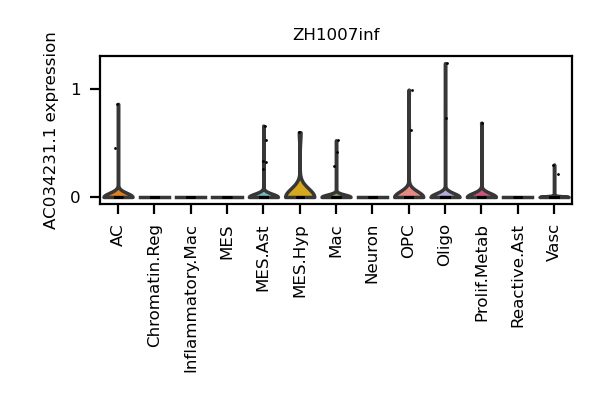 ZH1007inf
AC034231.1 expression
1
0
AC
Chromatin.Reg
Inflammatory.Mac
MES
MES.Ast
MES.Hyp
Mac
Neuron
OPC
Oligo
Prolif.Metab
Reactive.Ast
Vasc